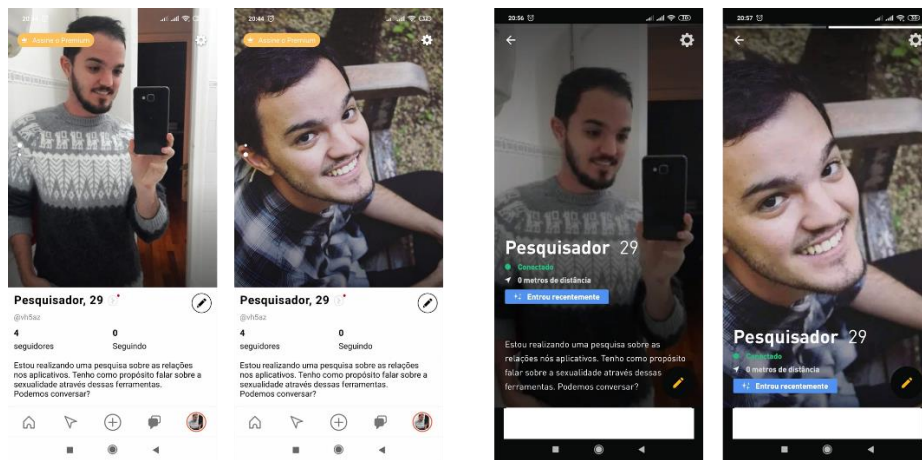 20:44
Assine o Premium
Pesquisador, 29
@vh5az
4
0
seguidores
Seguindo
Estou realizando uma pesquisa sobre as relações
nos aplicativos. Tenho como propósito falar sobre a
sexualidade através dessas ferramentas.
Podemos conversar?
20:44
Assine o Premium
Pesquisador, 29
@vh5az
4
0
seguidores
Seguindo
Estou realizando uma pesquisa sobre as relações
nos aplicativos. Tenho como propósito falar sobre a
sexualidade através dessas ferramentas.
Podemos conversar?
20:56
Pesquisador 29
Conectado
0 metros de distância
Entrou recentemente
Estou realizando uma pesquisa sobre as
relações nós aplicativos. Tenho como propósito
falar sobre a sexualidade através dessas
ferramentas. Podemos conversar?
20:57
Pesquisador 29
Conectado
0 metros de distância
Entrou recentemente